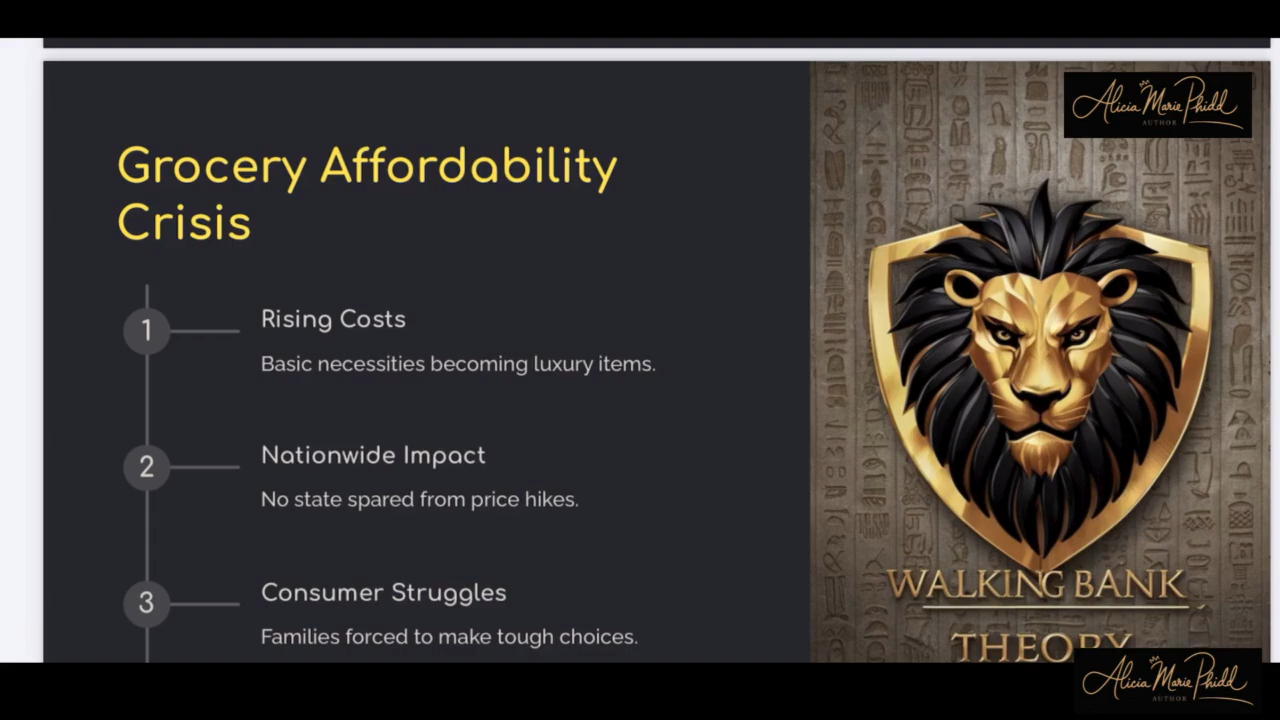 Alicia Marie Phidd
AUTHOR
Grocery Affordability
Crisis
1
Rising Costs
Basic necessities becoming luxury items.
2
Nationwide Impact
No state spared from price hikes.
3
Consumer Struggles
Families forced to make tough choices.
WALKING BANK
THEORY
Alicia Marie Phidd
AUTHOR